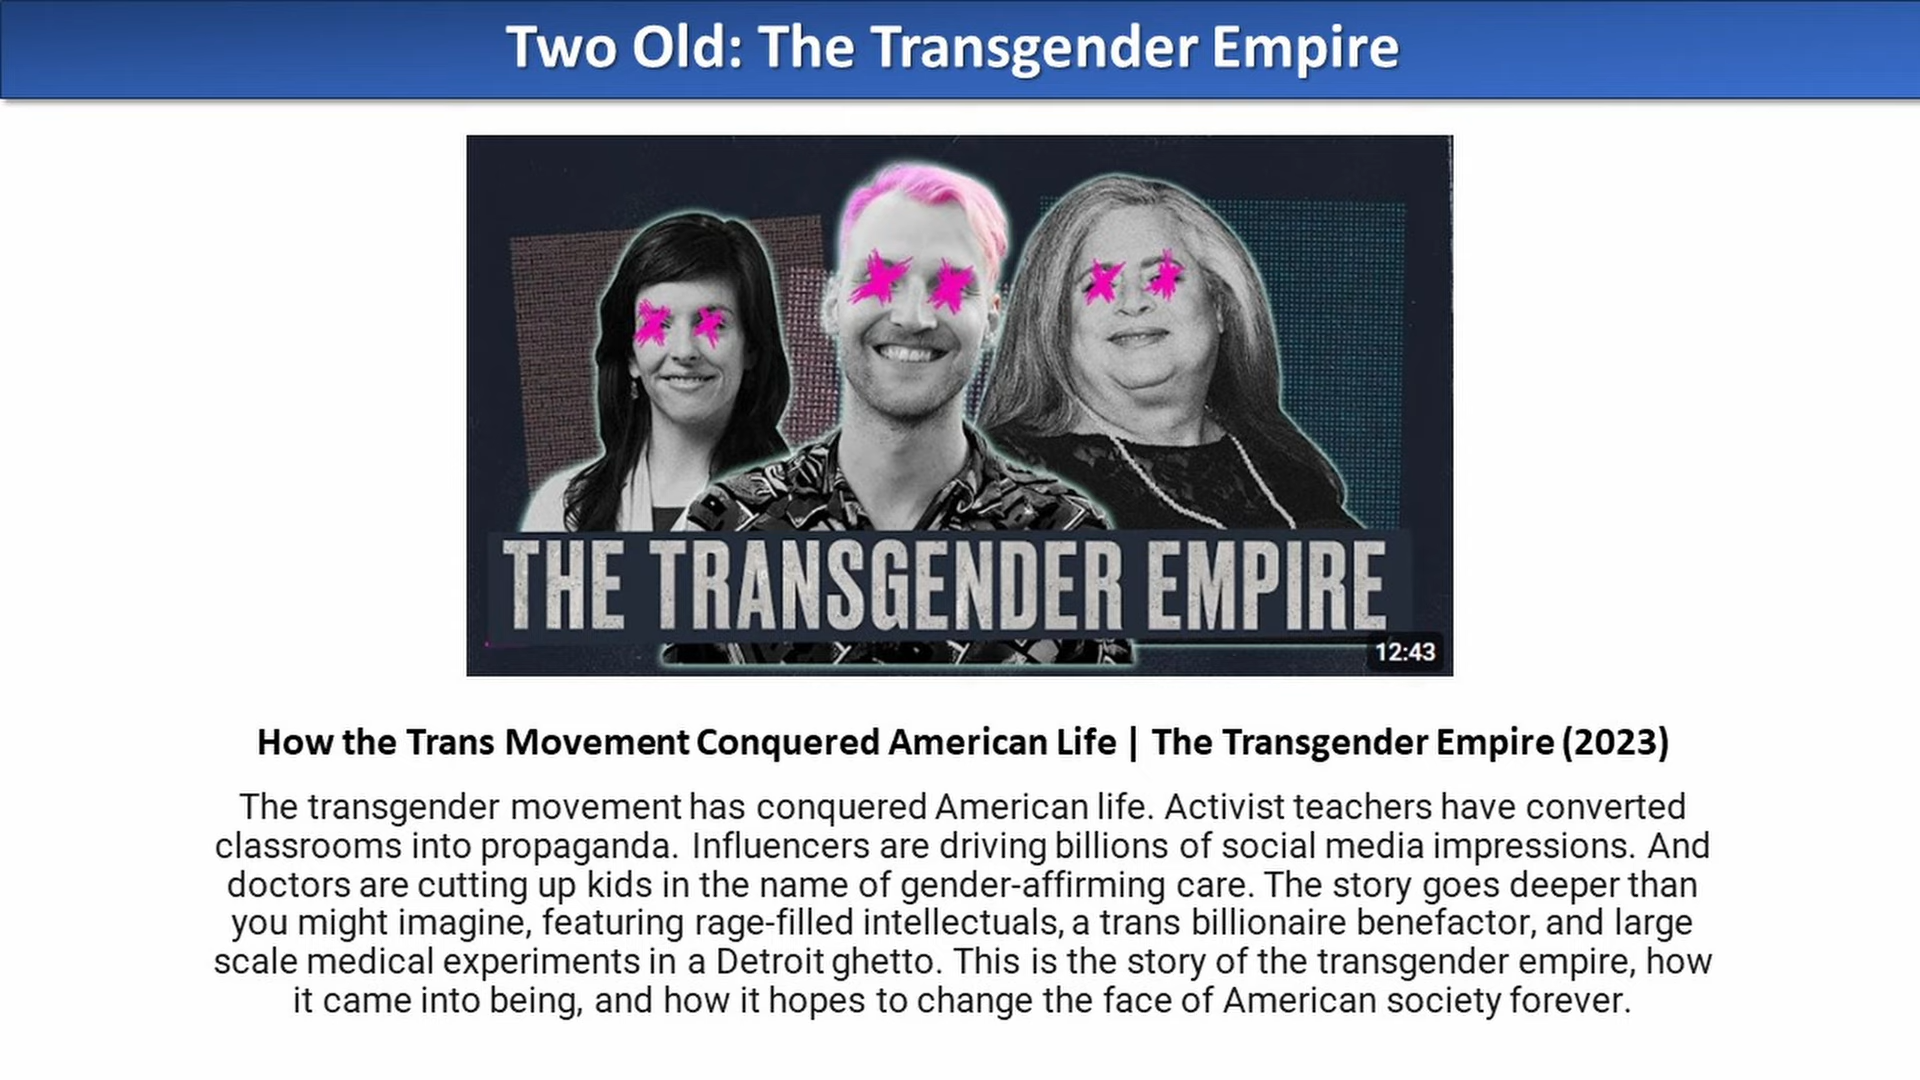 Two Old: The Transgender Empire
THE TRANSGENDER EMPIRE
12:43
How the Trans Movement Conquered American Life | The Transgender Empire (2023)
The transgender movement has conquered American life. Activist teachers have converted
classrooms into propaganda. Influencers are driving billions of social media impressions. And
doctors are cutting up kids in the name of gender-affirming care. The story goes deeper than
you might imagine, featuring rage-filled intellectuals, a trans billionaire benefactor, and large
scale medical experiments in a Detroit ghetto. This is the story of the transgender empire, how
it came into being, and how it hopes to change the face of American society forever.